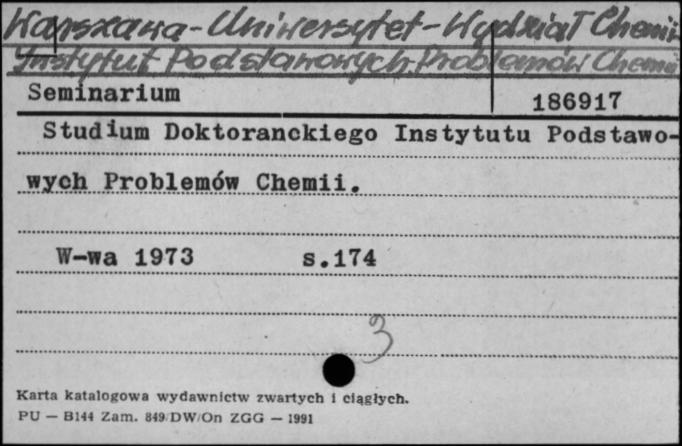 Warszawa-Uniwersytet-Wydział Chemii
Instytut Podstawowych Problemów Chemii
Seminarium
186917
Studium Doktoranckiego Instytutu Podstawo-
wych Problemów Chemii.
W-wa 1973 s.174
3
Karta katalogowa wydawnictw zwartych i ciągłych.
PU — B144 Zam. 849/DW/On ZGG — 1991